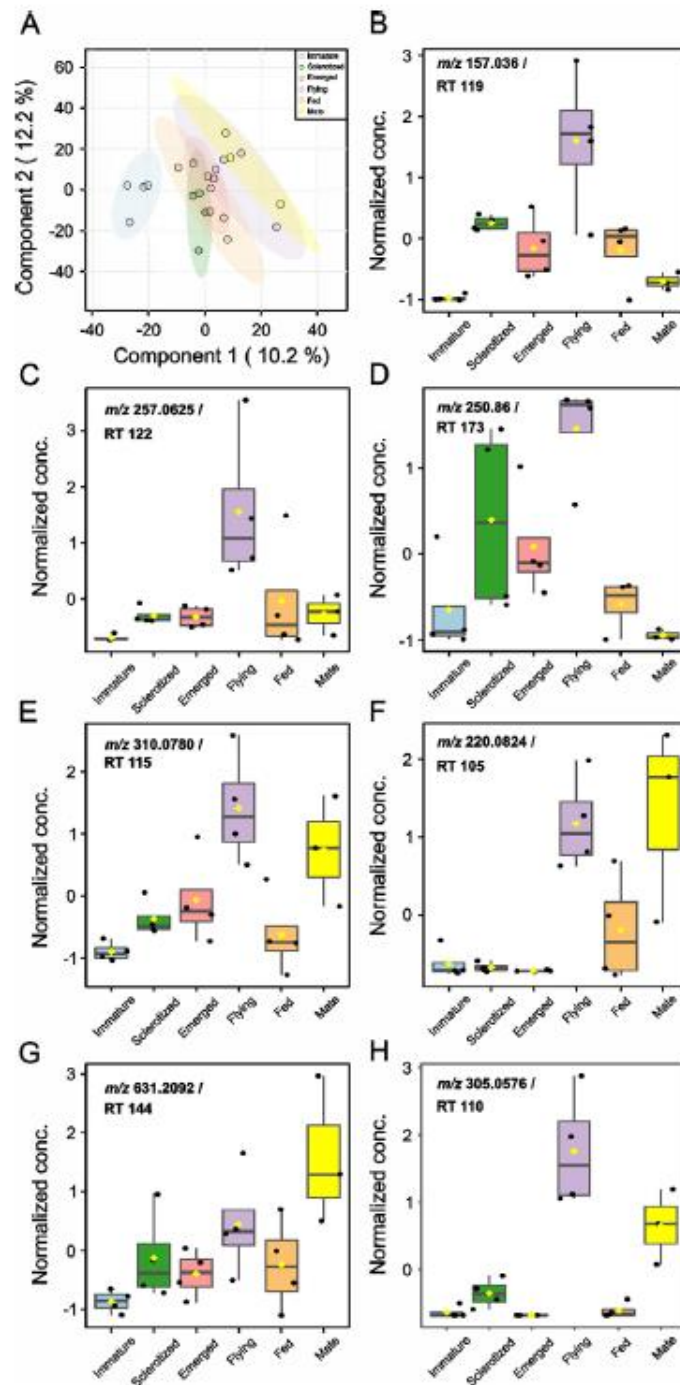 A
Component 2 ( 12.2 %)
60
40
20
0
-20
-40
-40
-20
0
20
40
Component 1 ( 10.2 %)
Immature
Sclerotized
Emerged
Flying
Fed
Mate
B
m/z 157.036 /
RT 119
Normalized conc.
3
2
1
0
-1
Immature
Sclerotized
Emerged
Flying
Fed
Mate
C
m/z 257.0625 /
RT 122
Normalized conc.
3
2
1
0
Immature
Sclerotized
Emerged
Flying
Fed
Mate
D
m/z 250.86 /
RT 173
Normalized conc.
1
0
-1
Immature
Sclerotized
Emerged
Flying
Fed
Mate
E
m/z 310.0780 /
RT 115
Normalized conc.
2
1
0
-1
Immature
Sclerotized
Emerged
Flying
Fed
Mate
F
m/z 220.0824 /
RT 105
Normalized conc.
2
1
0
Immature
Sclerotized
Emerged
Flying
Fed
Mate
G
m/z 631.2092 /
RT 144
Normalized conc.
3
2
1
0
-1
Immature
Sclerotized
Emerged
Flying
Fed
Mate
H
m/z 305.0576 /
RT 110
Normalized conc.
3
2
1
0
Immature
Sclerotized
Emerged
Flying
Fed
Mate